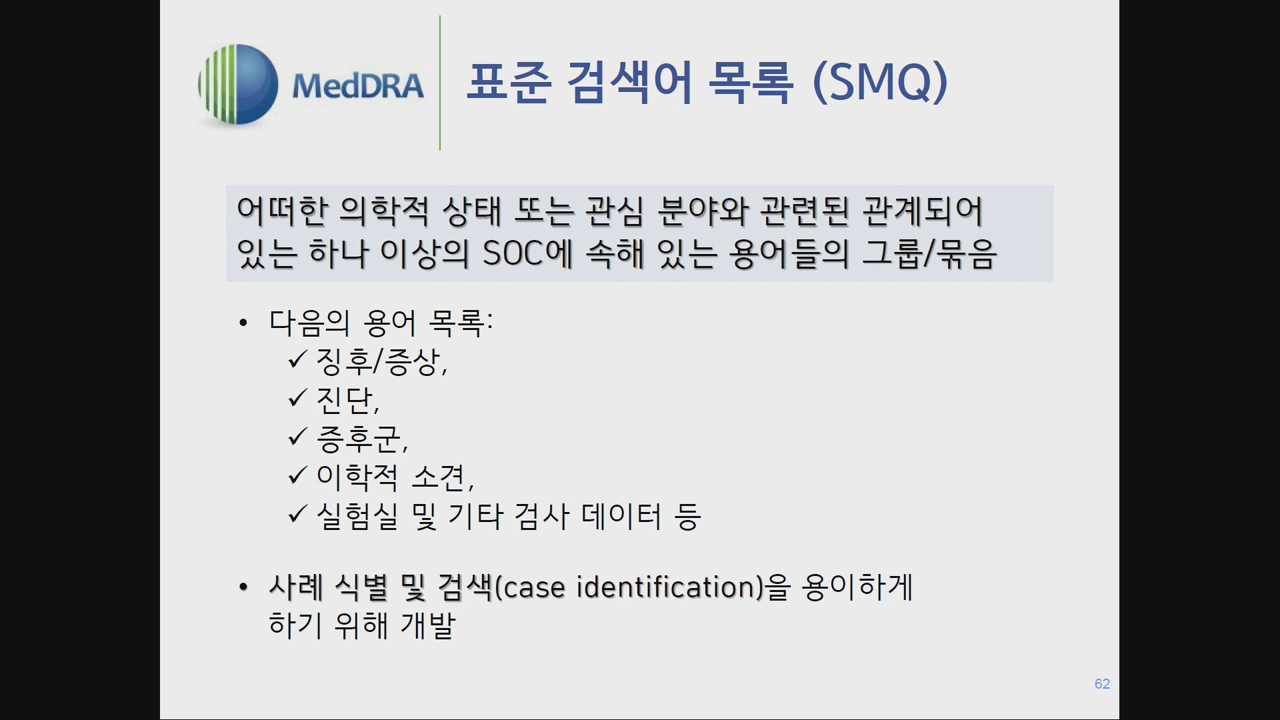 MedDRA
표준 검색어 목록 (SMQ)
어떠한 의학적 상태 또는 관심 분야와 관련된 관계되어
있는 하나 이상의 SOC에 속해 있는 용어들의 그룹/묶음
• 다음의 용어 목록:
✓ 징후/증상,
✓ 진단,
✓ 증후군,
✓ 이학적 소견,
✓ 실험실 및 기타 검사 데이터 등
• 사례 식별 및 검색(case identification)을 용이하게
하기 위해 개발
62